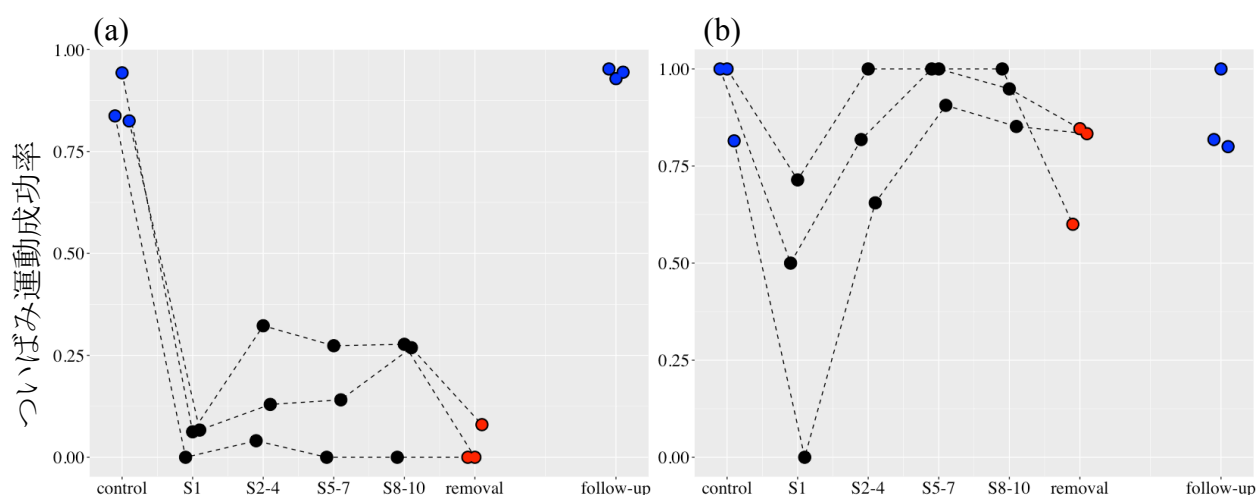 (a)
(b)
ついばみ運動成功率
1.00
0.75
0.50
0.25
0.00
control S1 S2-4 S5-7 S8-10 removal follow-up
1.00
0.75
0.50
0.25
0.00
control S1 S2-4 S5-7 S8-10 removal follow-up